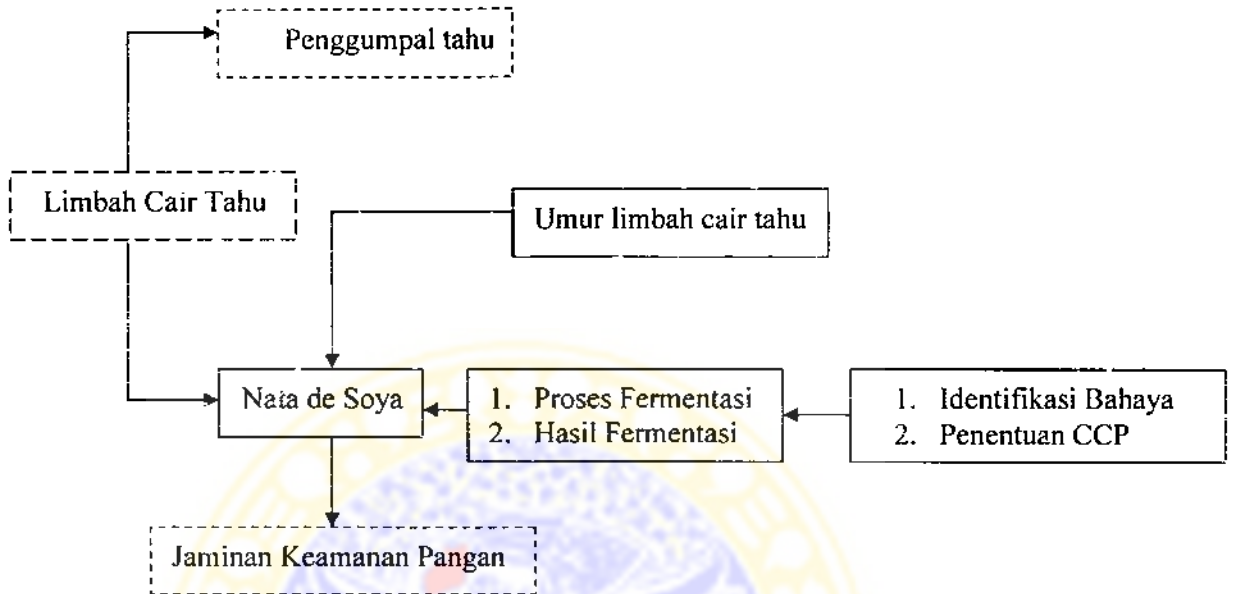 Penggumpal tahu
Limbah Cair Tahu
Umur limbah cair tahu
Nata de Soya
1. Proses Fermentasi
2. Hasil Fermentasi
1. Identifikasi Bahaya
2. Penentuan CCP
Jaminan Keamanan Pangan